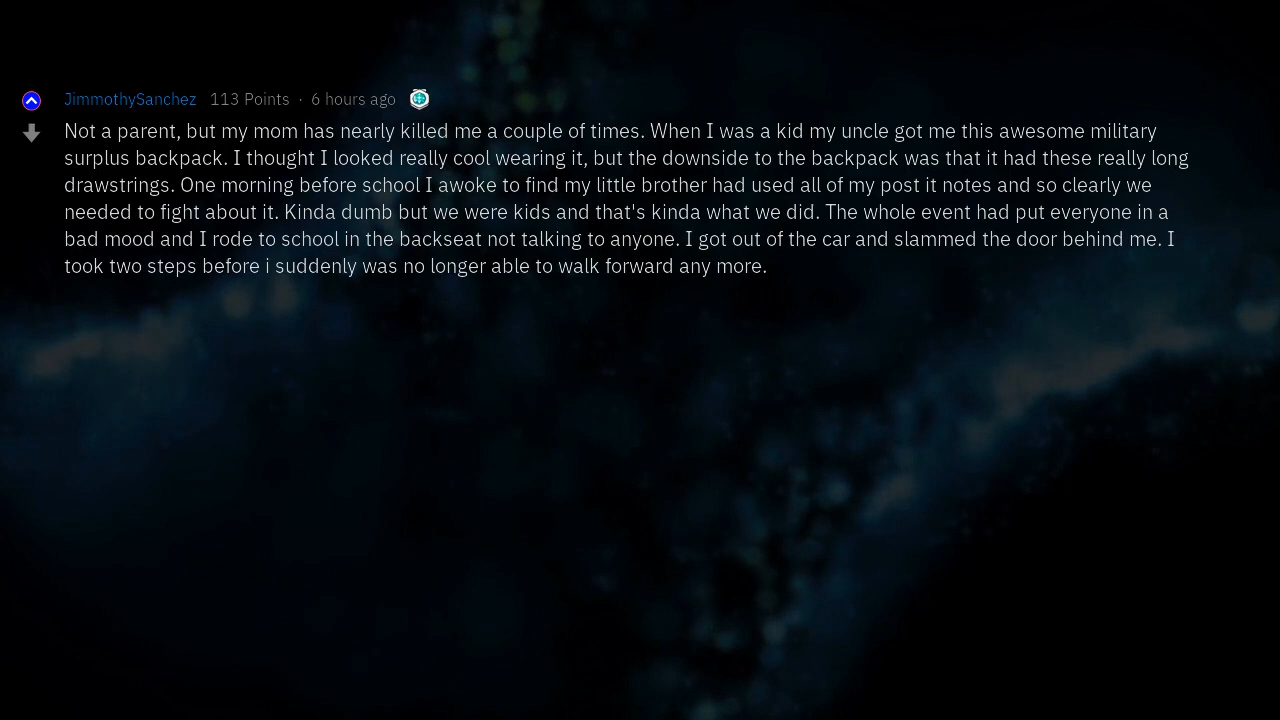 JimmothySanchez 113 Points · 6 hours ago
Not a parent, but my mom has nearly killed me a couple of times. When I was a kid my uncle got me this awesome military
surplus backpack. I thought I looked really cool wearing it, but the downside to the backpack was that it had these really long
drawstrings. One morning before school I awoke to find my little brother had used all of my post it notes and so clearly we
needed to fight about it. Kinda dumb but we were kids and that's kinda what we did. The whole event had put everyone in a
bad mood and I rode to school in the backseat not talking to anyone. I got out of the car and slammed the door behind me. I
took two steps before i suddenly was no longer able to walk forward any more.